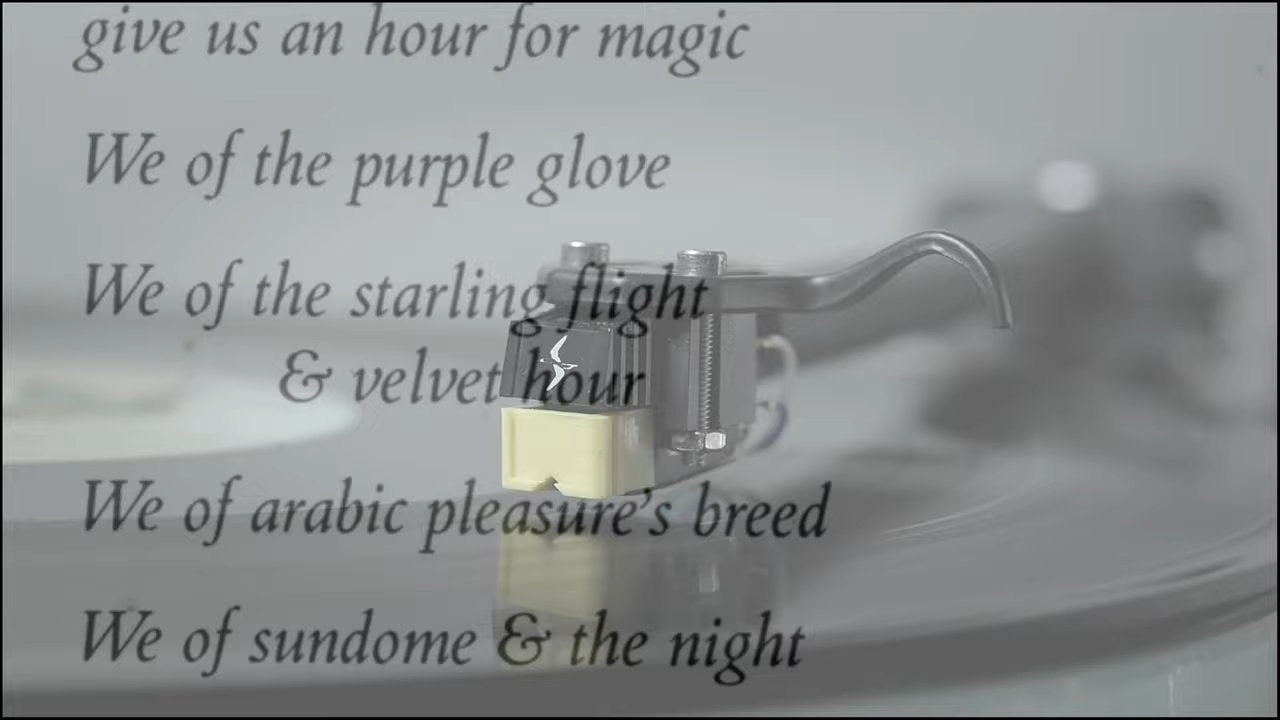 give us an hour for magic
We of the purple glove
We of the starling flight
& velvet hour
We of arabic pleasure's breed
We of sundome & the night